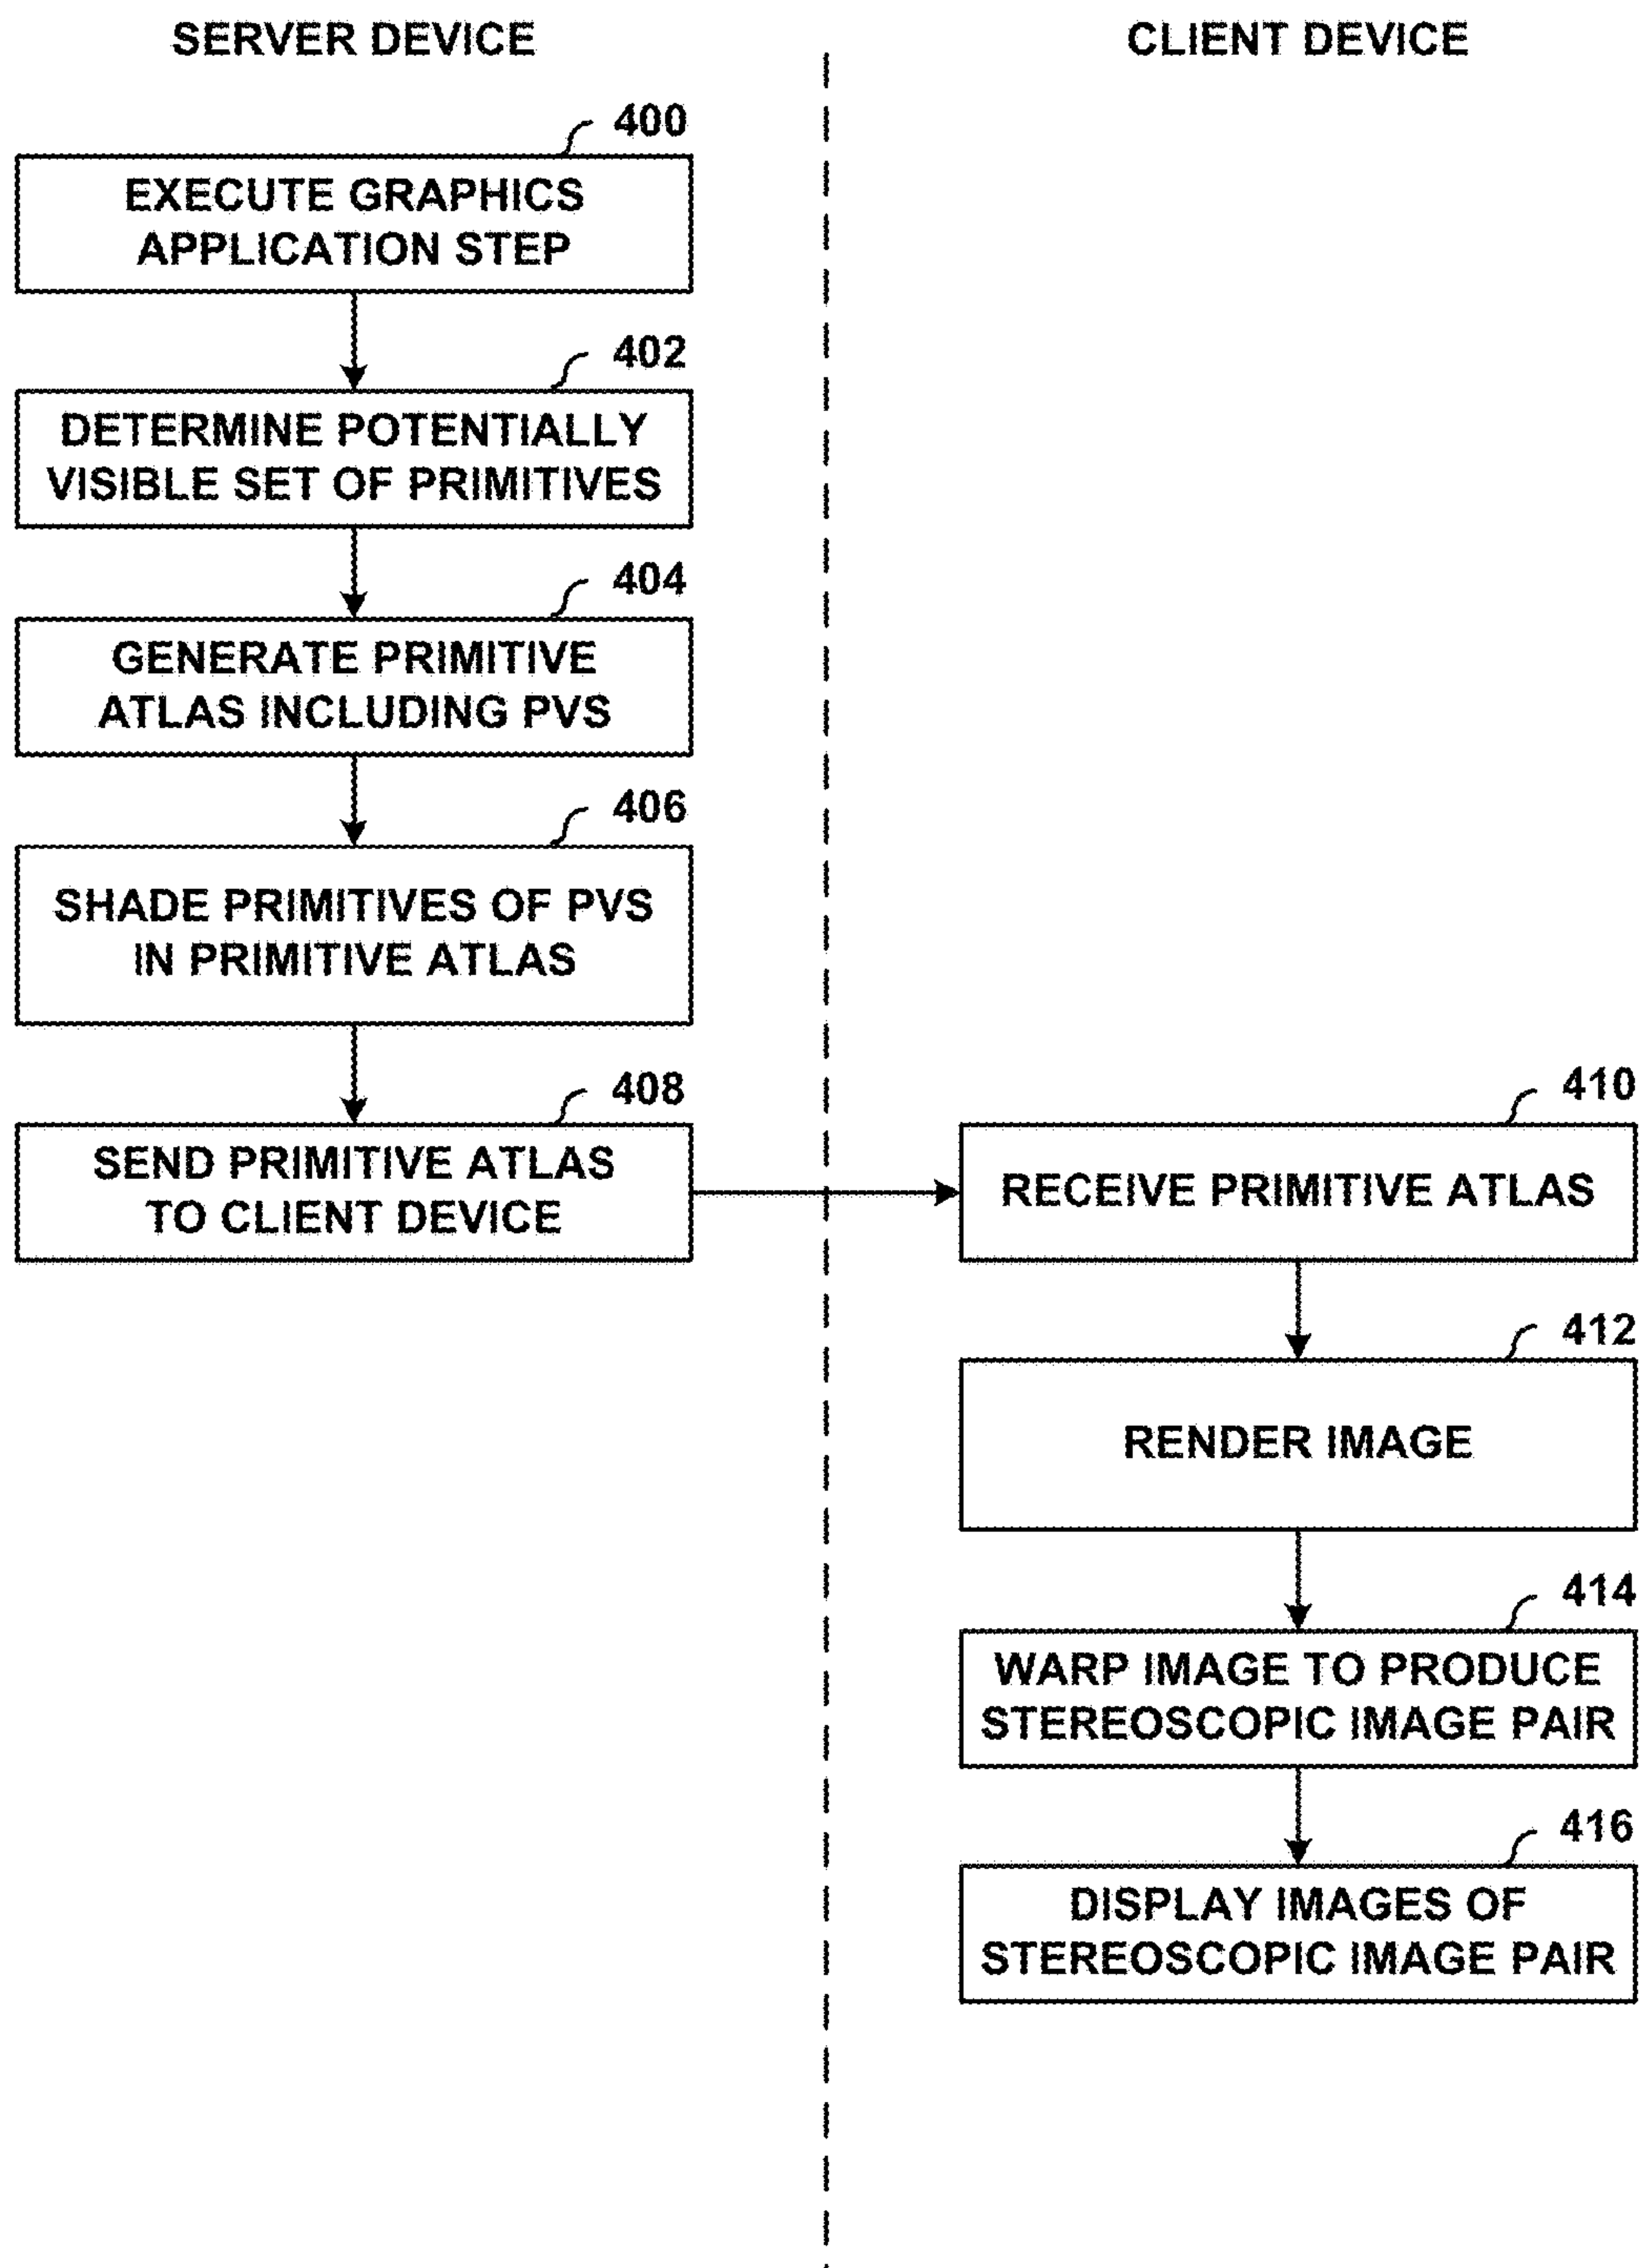 SERVER DEVICE
CLIENT DEVICE
400
EXECUTE GRAPHICS
APPLICATION STEP
402
DETERMINE POTENTIALLY
VISIBLE SET OF PRIMITIVES
404
GENERATE PRIMITIVE
ATLAS INCLUDING PVS
406
SHADE PRIMITIVES OF PVS
IN PRIMITIVE ATLAS
408
SEND PRIMITIVE ATLAS
TO CLIENT DEVICE
410
RECEIVE PRIMITIVE ATLAS
412
RENDER IMAGE
414
WARP IMAGE TO PRODUCE
STEREOSCOPIC IMAGE PAIR
416
DISPLAY IMAGES OF
STEREOSCOPIC IMAGE PAIR